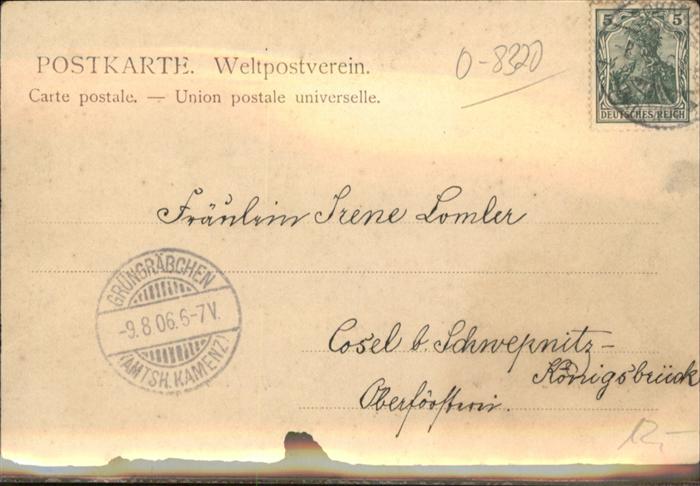 POSTKARTE. Weltpostverein.
Carte postale. — Union postale universelle.
0-8320
5 5
DEUTSCHES REICH
Fräulein Irene Lomler
GRÜNGRÄBCHEN
-9.8.06.6-7V.
(AMTSH. KAMENZ)
Cosel b. Schwepnitz-
Königsbrück
Oberförsterei.
12,-